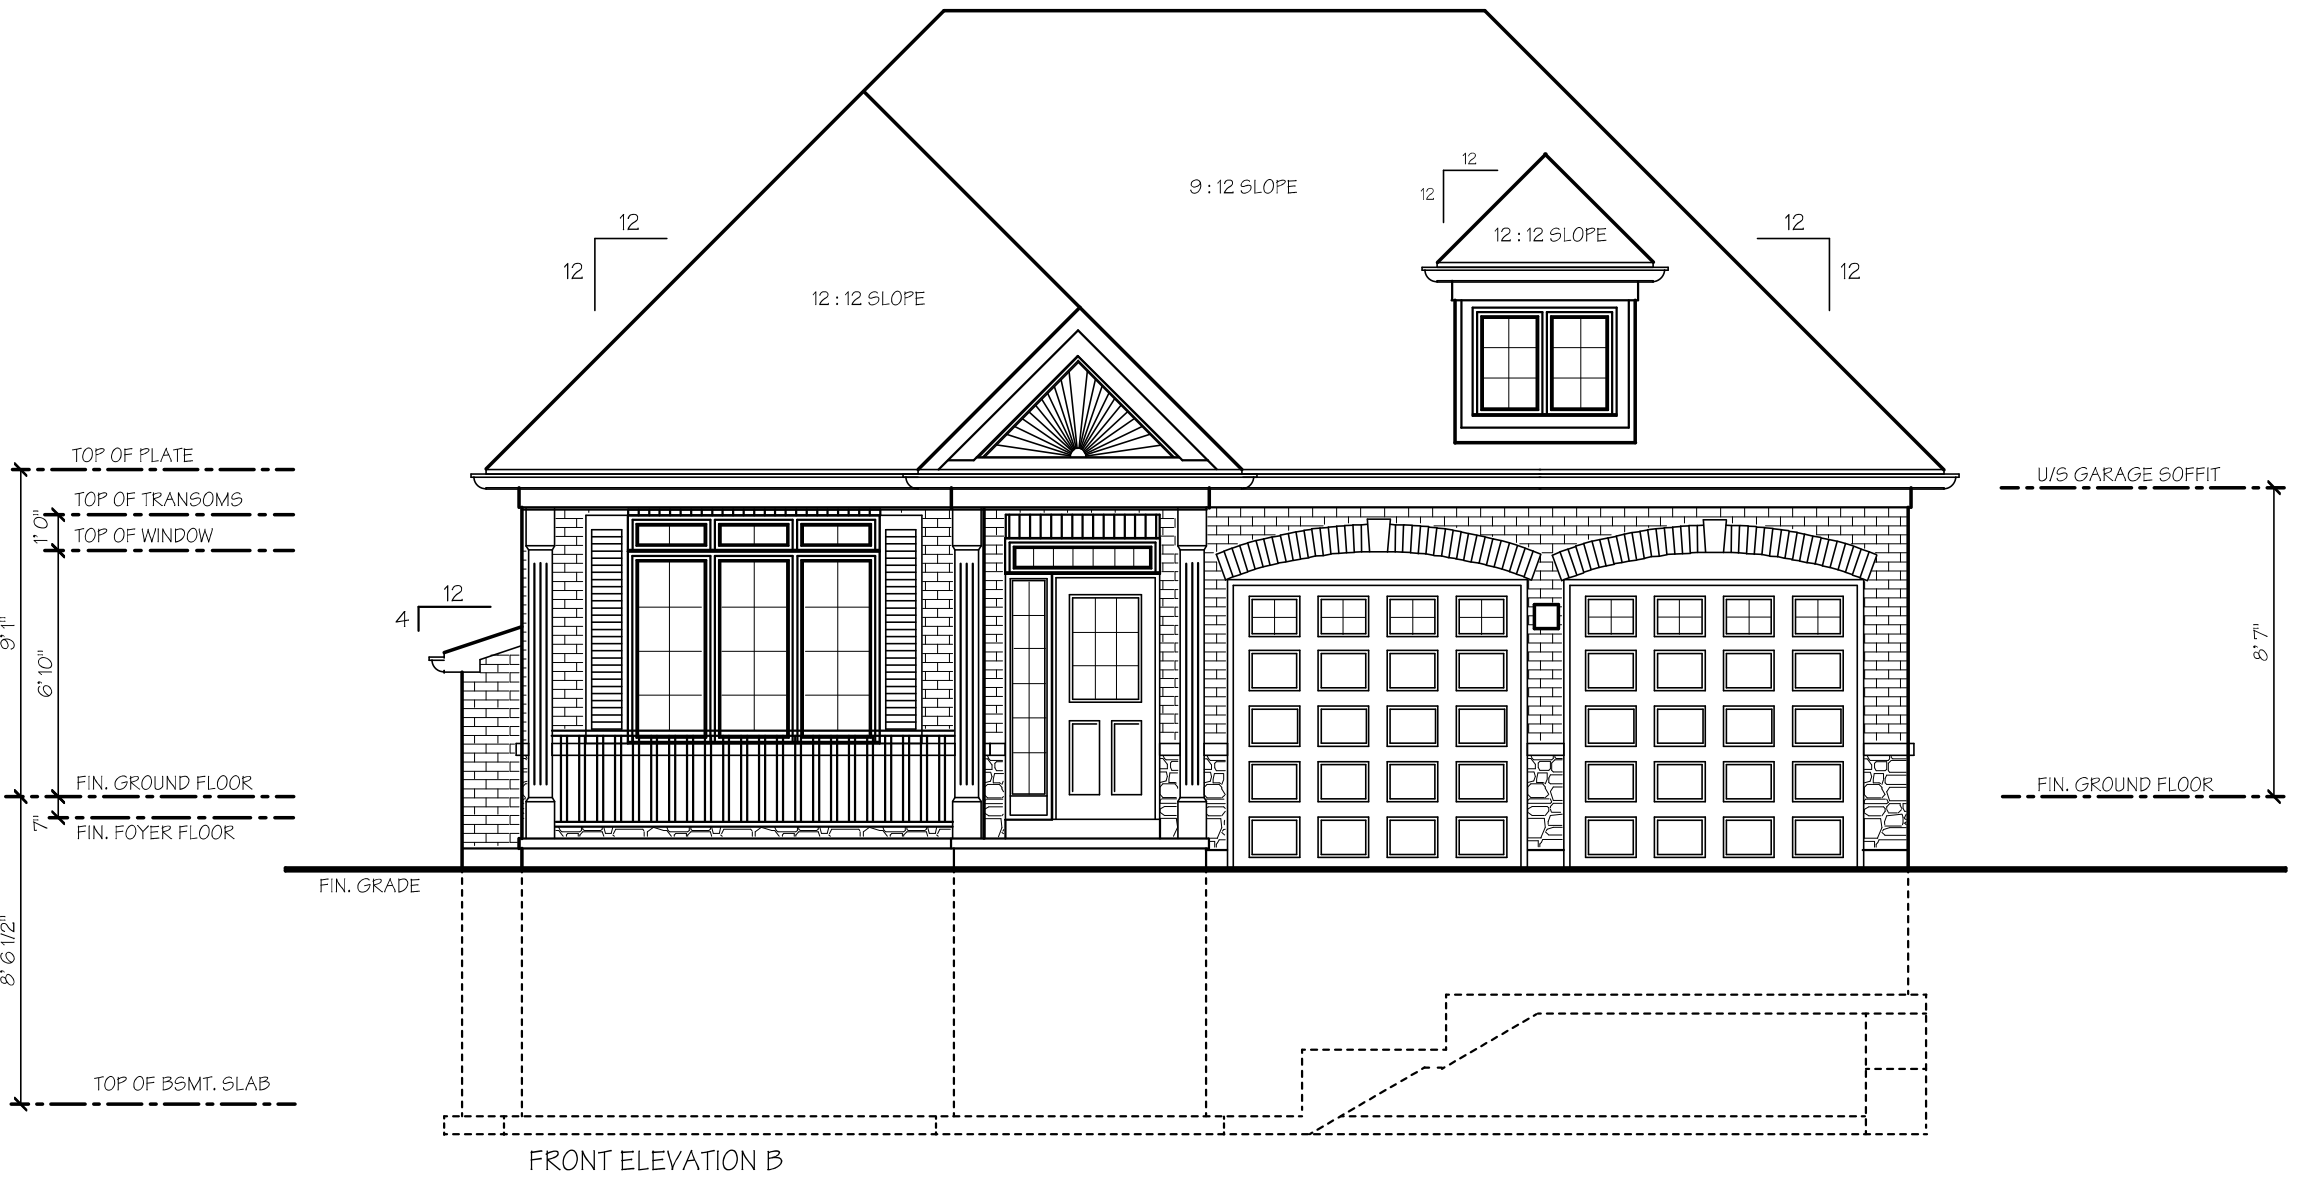 12
12
9 : 12 SLOPE
12 : 12 SLOPE
12
12
12
12
12 : 12 SLOPE
TOP OF PLATE
U/S GARAGE SOFFIT
TOP OF TRANSOMS
1' 0"
TOP OF WINDOW
12
4
9' 1"
6' 10"
8' 7"
FIN. GROUND FLOOR
FIN. GROUND FLOOR
7"
FIN. FOYER FLOOR
FIN. GRADE
8' 6 1/2"
TOP OF BSMT. SLAB
FRONT ELEVATION B